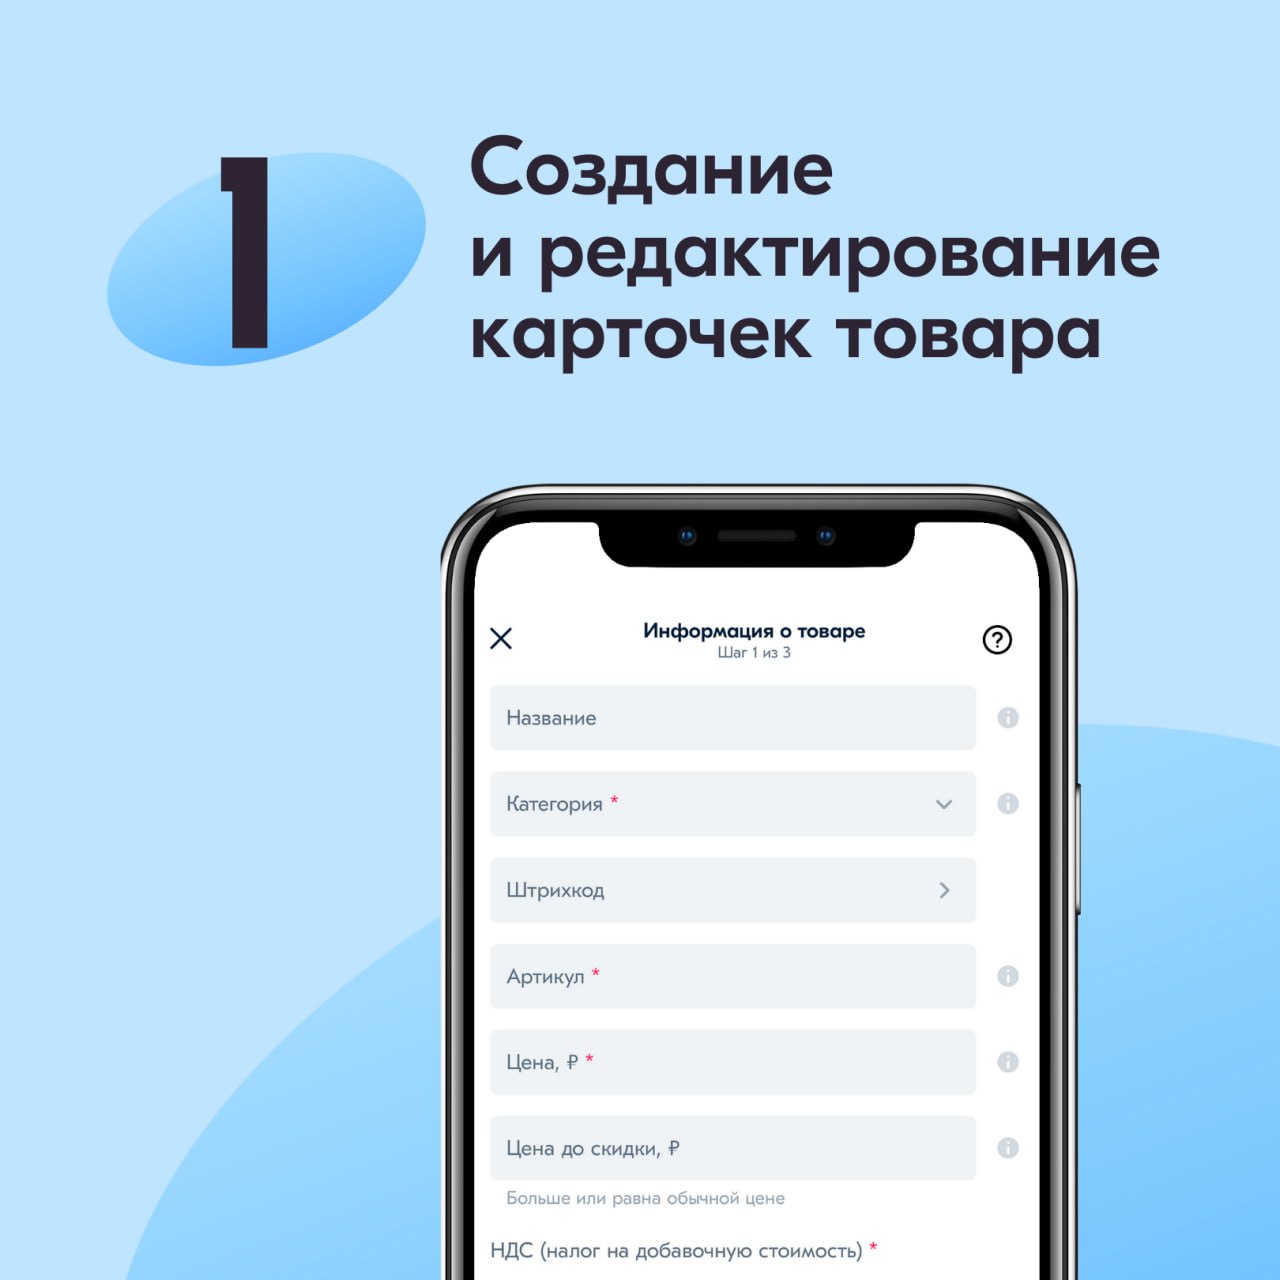 1
Создание
и редактирование
карточек товара
Информация о товаре
Шаг 1 из 3
Название
Категория *
Штрихкод
Артикул *
Цена, ₽ *
Цена до скидки, ₽
Больше или равна обычной цене
НДС (налог на добавочную стоимость) *